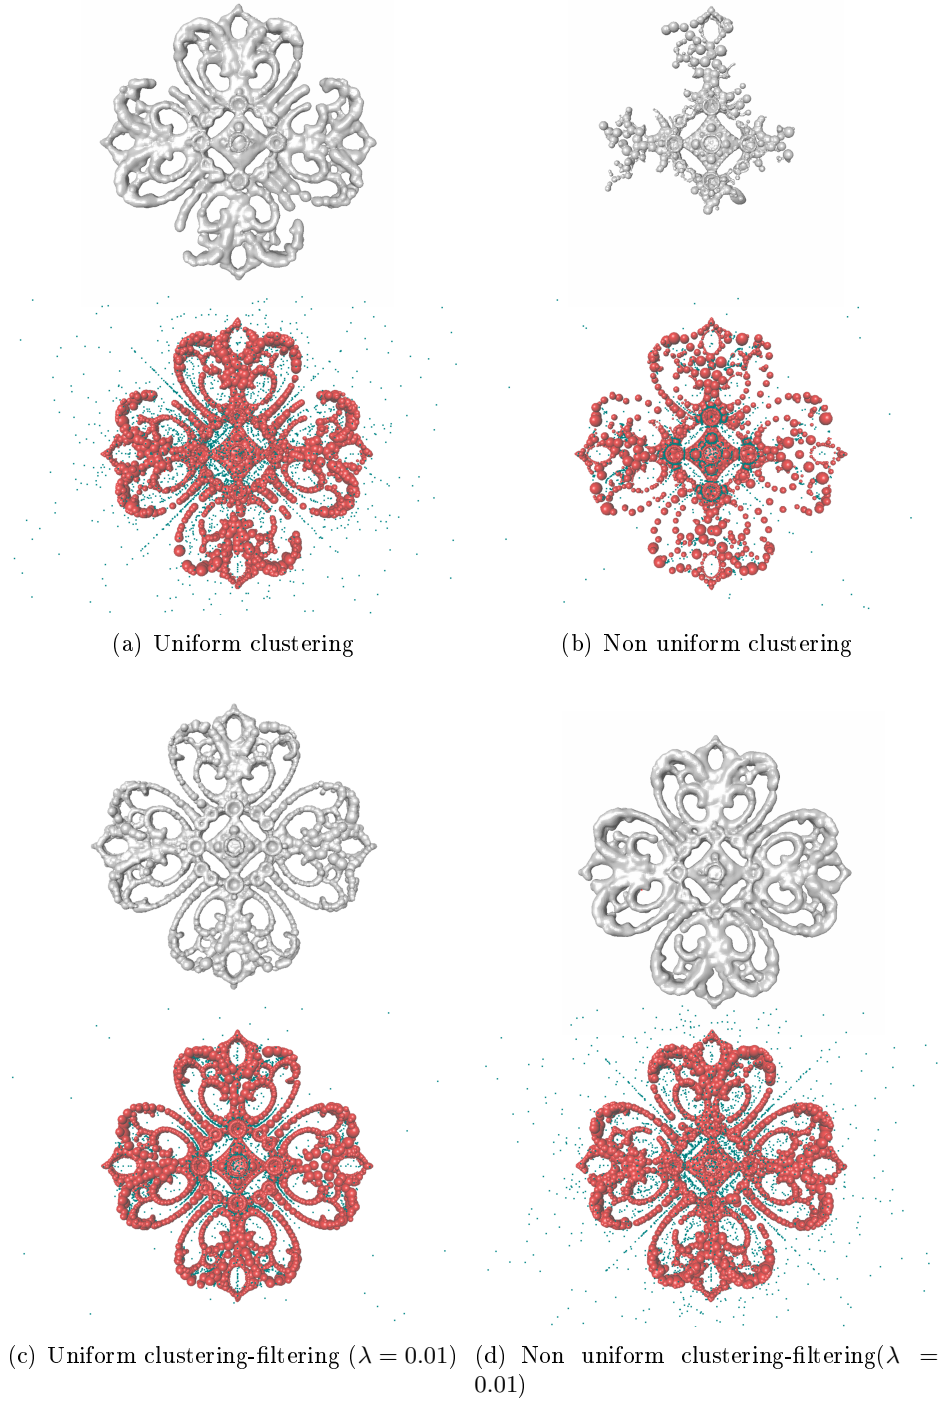 (a) Uniform clustering
(b) Non uniform clustering
(c) Uniform clustering-filtering (λ = 0.01)
(d) Non uniform clustering-filtering(λ =
0.01)